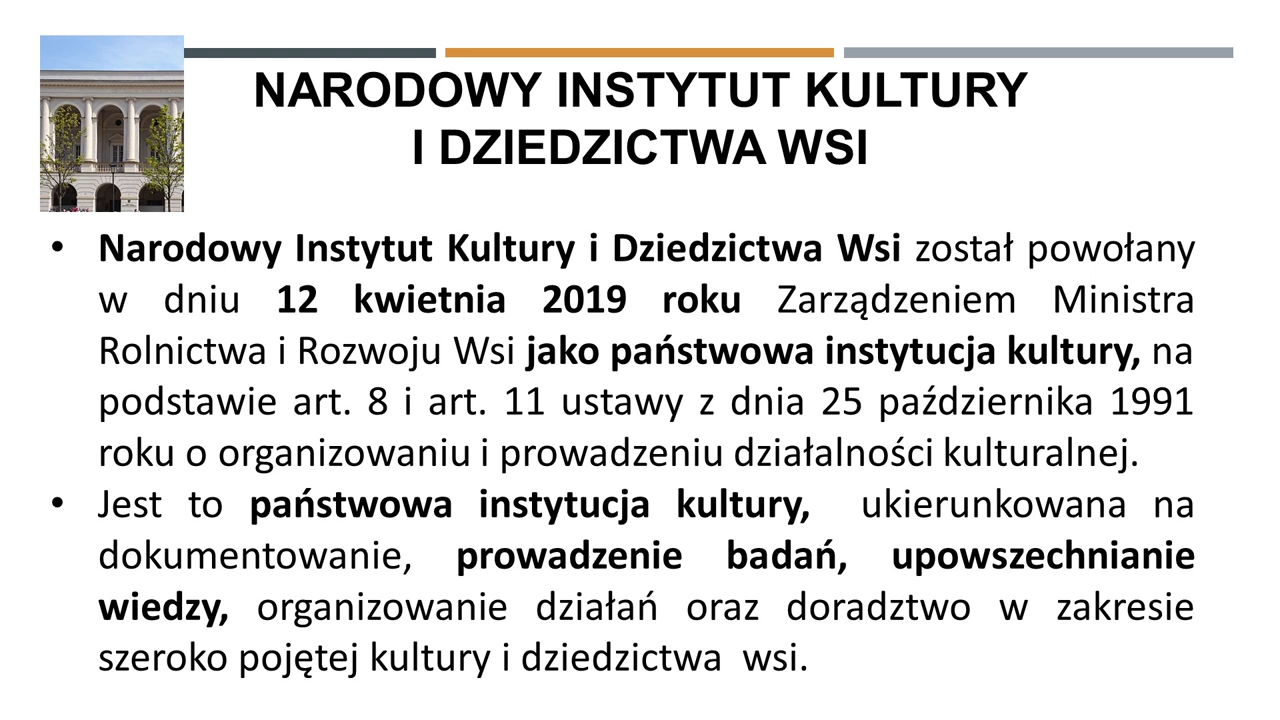 NARODOWY INSTYTUT KULTURY
I DZIEDZICTWA WSI
• Narodowy Instytut Kultury i Dziedzictwa Wsi został powołany
w dniu 12 kwietnia 2019 roku Zarządzeniem Ministra
Rolnictwa i Rozwoju Wsi jako państwowa instytucja kultury, na
podstawie art. 8 i art. 11 ustawy z dnia 25 października 1991
roku o organizowaniu i prowadzeniu działalności kulturalnej.
• Jest to państwowa instytucja kultury, ukierunkowana na
dokumentowanie, prowadzenie badań, upowszechnianie
wiedzy, organizowanie działań oraz doradztwo w zakresie
szeroko pojętej kultury i dziedzictwa wsi.